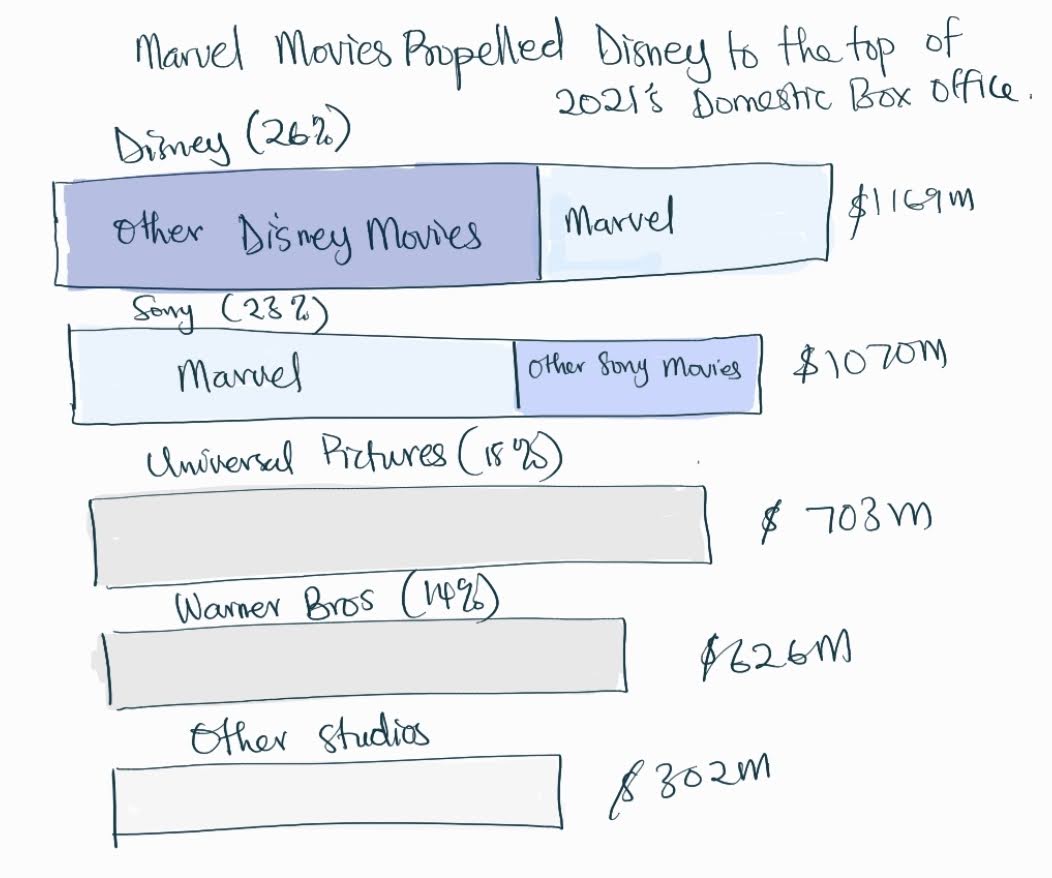 Marvel Movies Propelled Disney to the top of
2021's Domestic Box Office.
Disney (26%)
Other Disney Movies Marvel $1169m
Sony (23%)
Marvel Other Sony Movies $1070M
Universal Pictures (15%)
$703M
Warner Bros (14%)
$626M
Other Studios
$302M